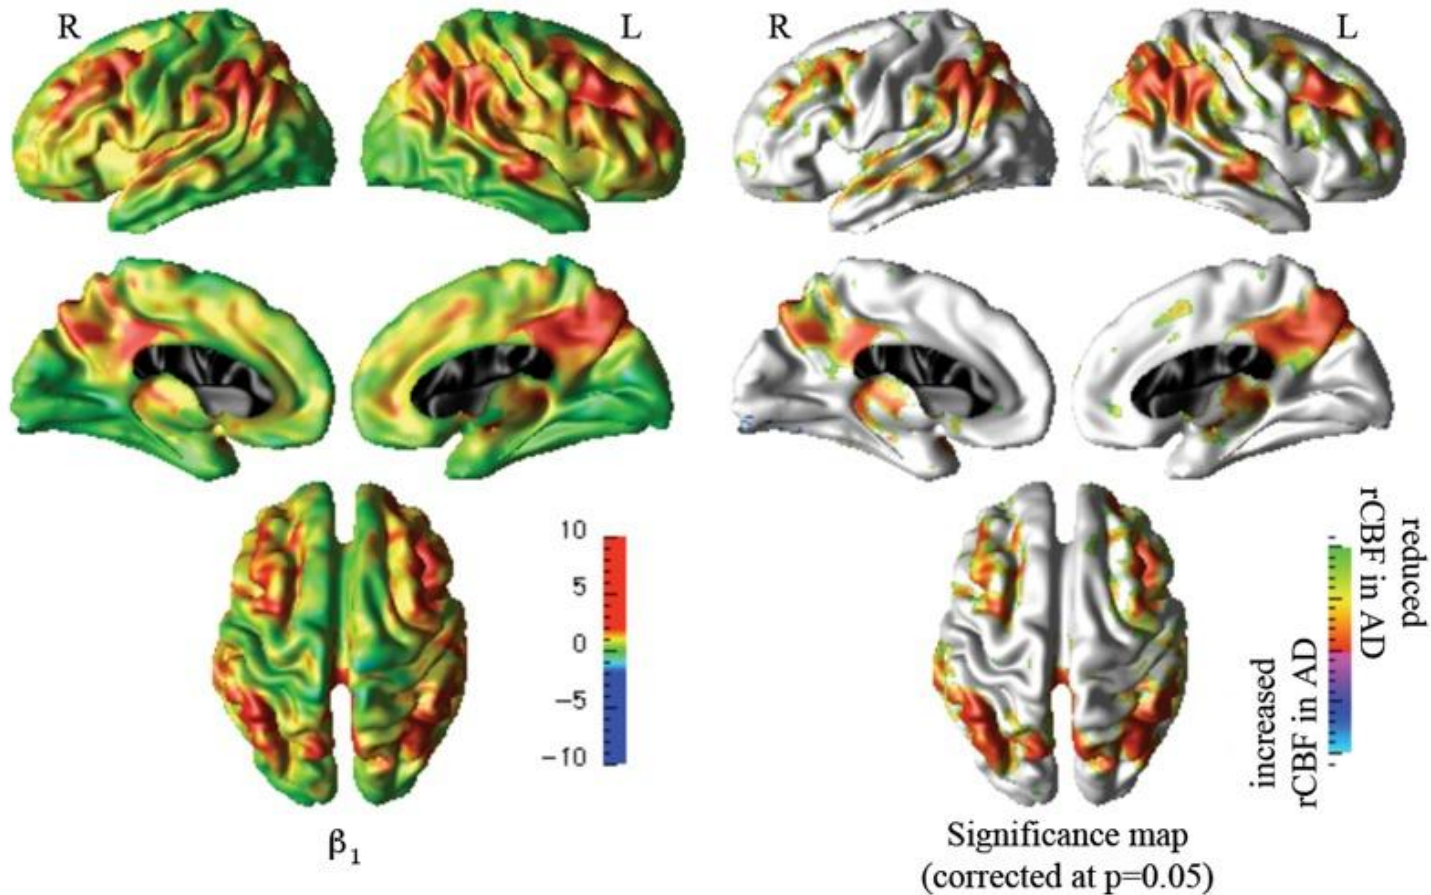 R
L
R
L
10
5
0
−5
−10
reduced
rCBF in AD
increased
rCBF in AD
β₁
Significance map
(corrected at p=0.05)